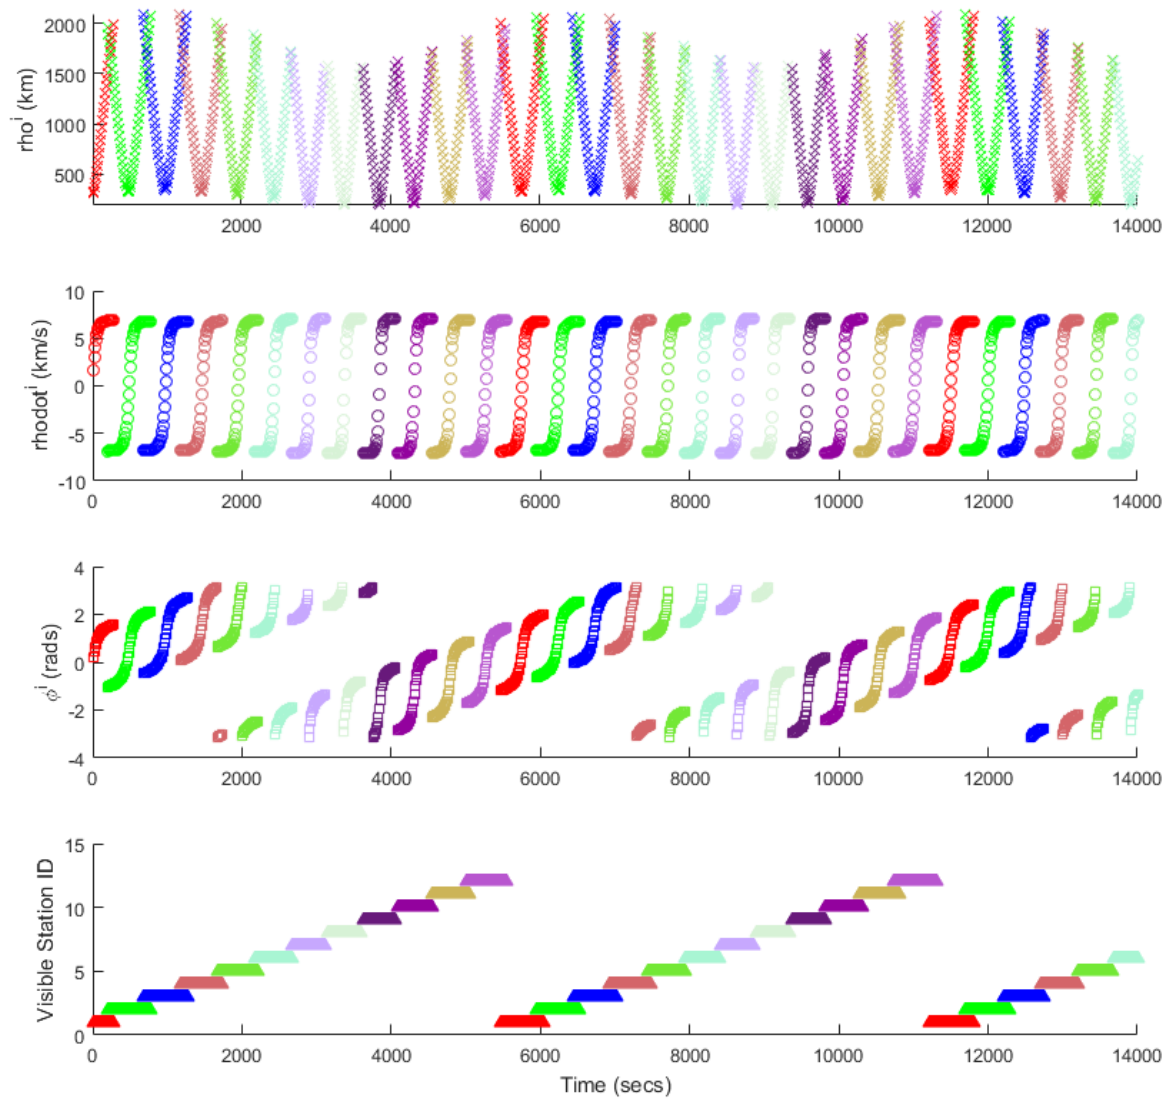 2000
1500
1000
500
rho^i (km)
2000 4000 6000 8000 10000 12000 14000
10
5
0
-5
-10
rhodot^i (km/s)
0 2000 4000 6000 8000 10000 12000 14000
4
2
0
-2
-4
ϕ^i (rads)
0 2000 4000 6000 8000 10000 12000 14000
15
10
5
0
Visible Station ID
0 2000 4000 6000 8000 10000 12000 14000
Time (secs)